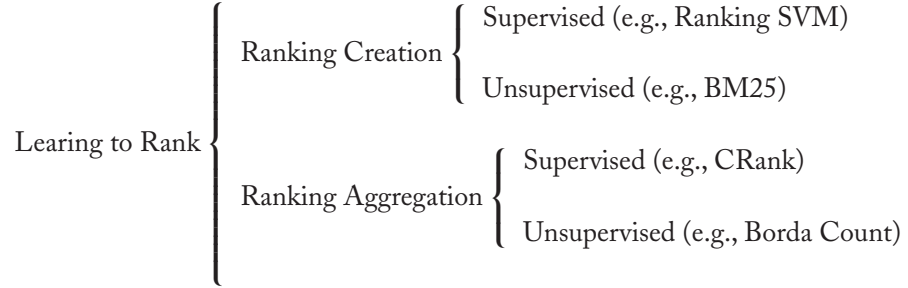 Supervised (e.g., Ranking SVM)
Ranking Creation
Unsupervised (e.g., BM25)
Learing to Rank
Supervised (e.g., CRank)
Ranking Aggregation
Unsupervised (e.g., Borda Count)